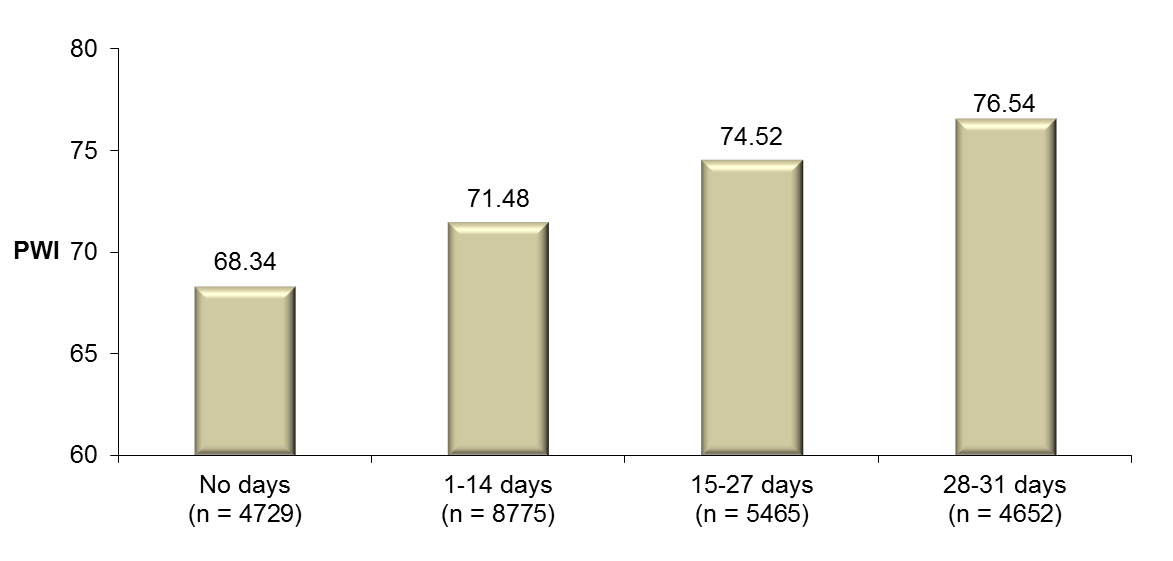 80
75
PWI 70
65
60
68.34
71.48
74.52
76.54
No days
(n = 4729)
1-14 days
(n = 8775)
15-27 days
(n = 5465)
28-31 days
(n = 4652)